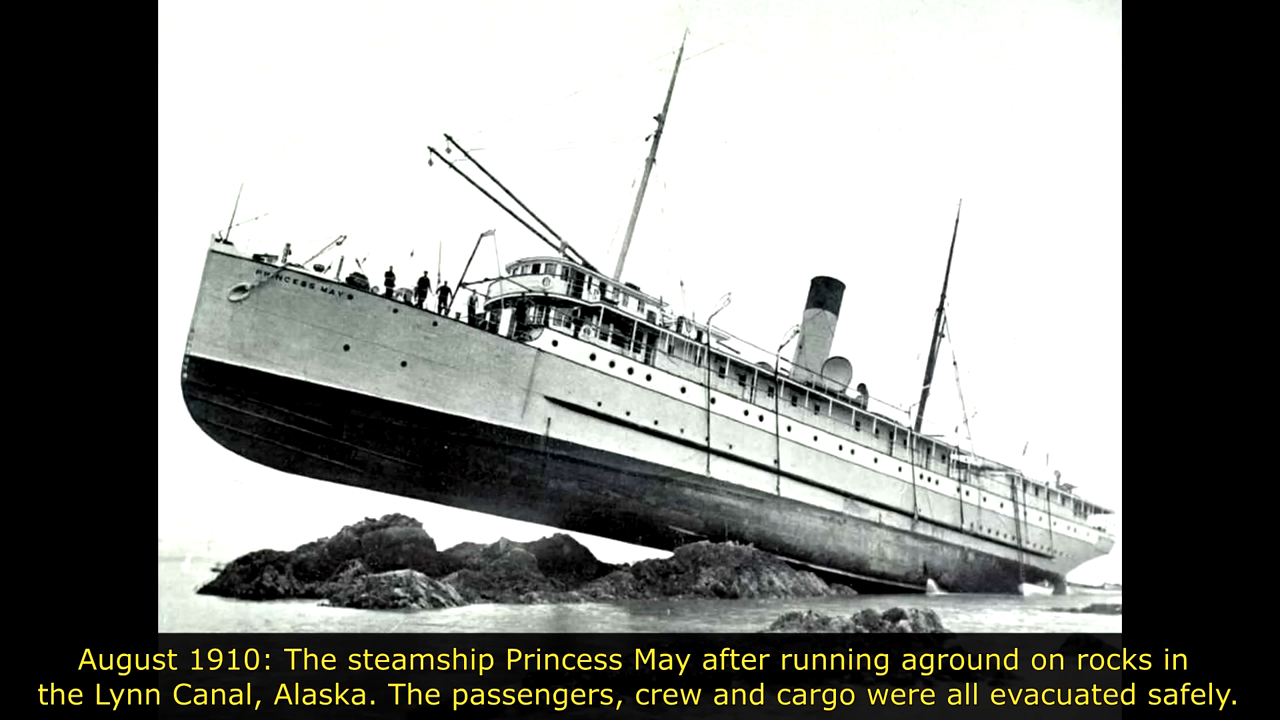 PRINCESS MAY
August 1910: The steamship Princess May after running aground on rocks in
the Lynn Canal, Alaska. The passengers, crew and cargo were all evacuated safely.